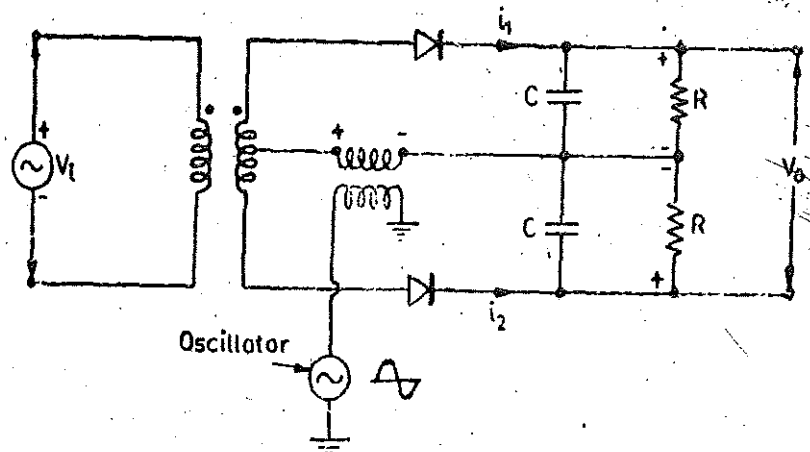 i₁
+
C
R
+
+
-
V₁
-
-
-
V₀
C
R
+
i₂
Oscillator